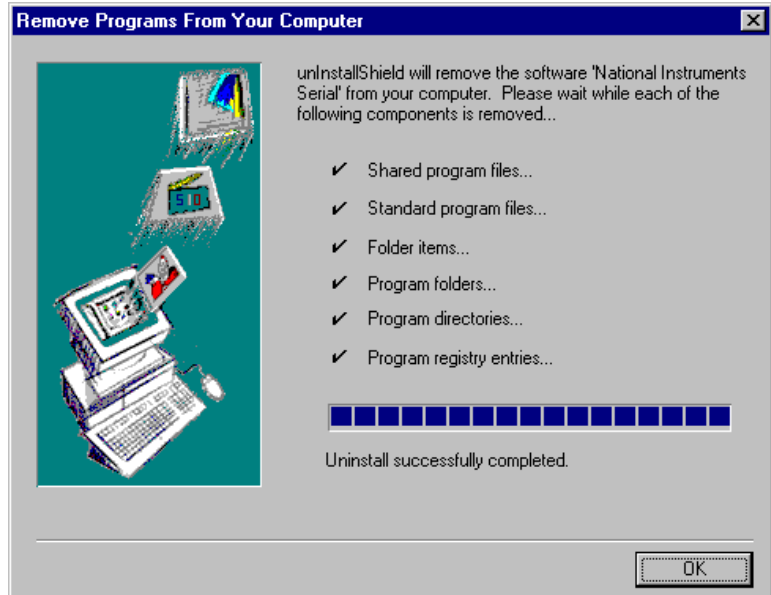 Remove Programs From Your Computer
unInstallShield will remove the software 'National Instruments
Serial' from your computer.  Please wait while each of the
following components is removed...
Shared program files...
Standard program files...
Folder items...
Program folders...
Program directories...
Program registry entries...
Uninstall successfully completed.
OK